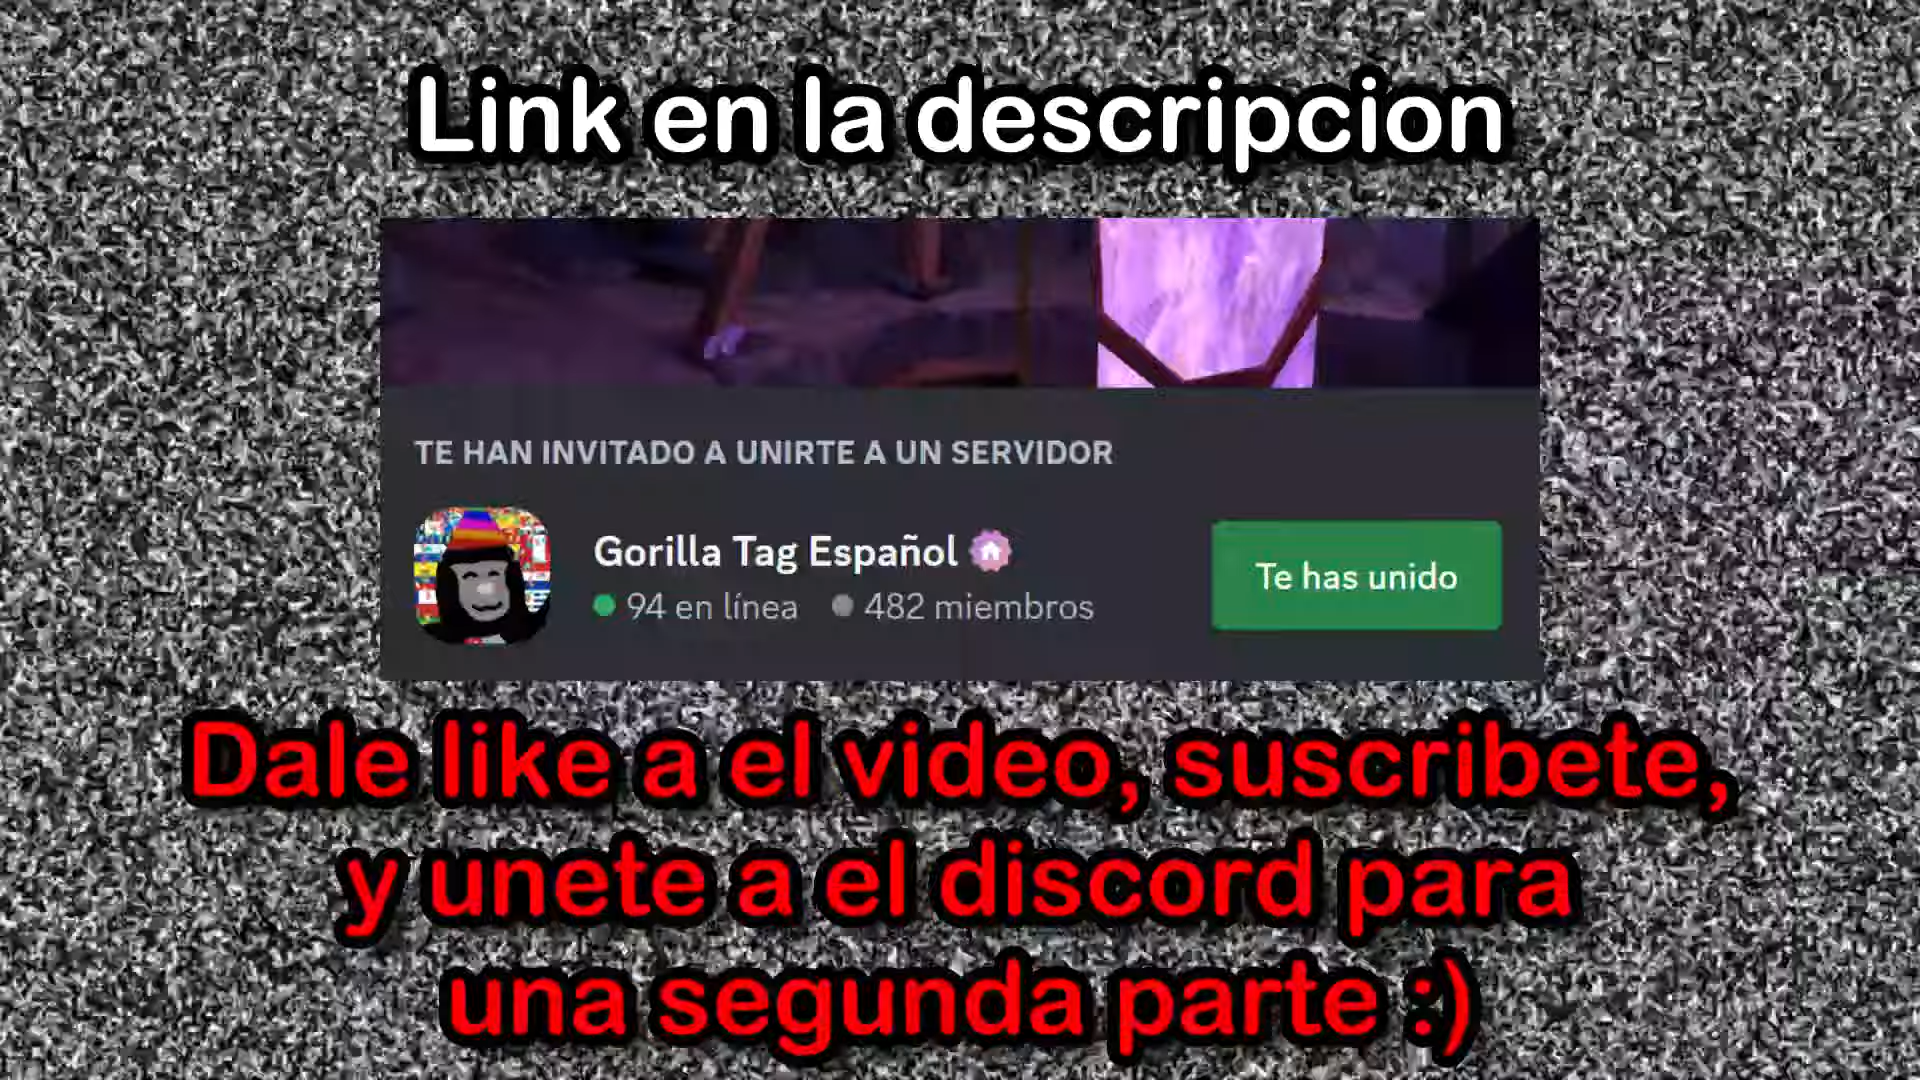 Link en la descripcion
TE HAN INVITADO A UNIRTE A UN SERVIDOR
Gorilla Tag Español
94 en línea 482 miembros
Te has unido
Dale like a el video, suscribete,
y unete a el discord para
una segunda parte :)